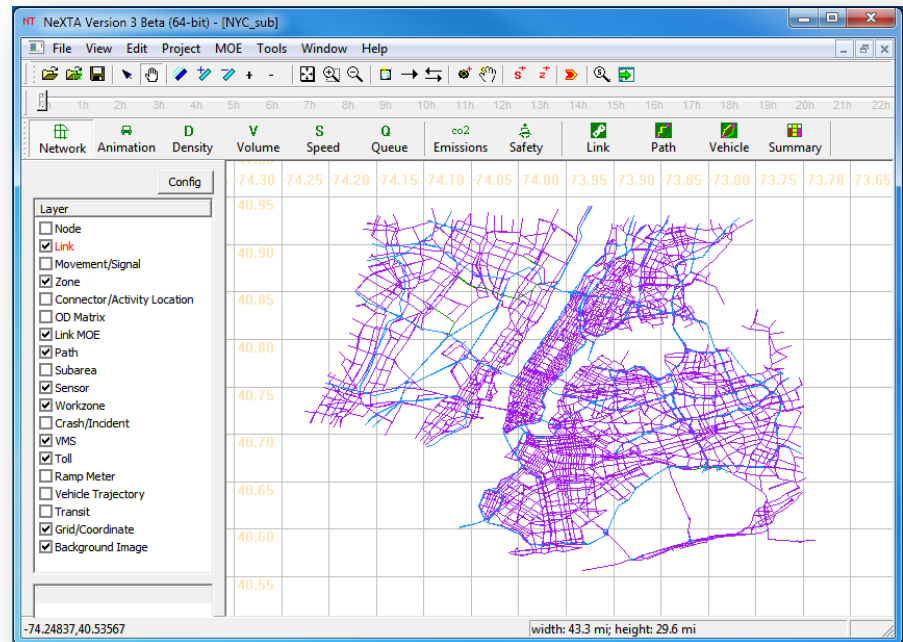 NeXTA Version 3 Beta (64-bit) - [NYC_sub]
File View Edit Project MOE Tools Window Help
1h 2h 3h 4h 5h 6h 7h 8h 9h 10h 11h 12h 13h 14h 15h 16h 17h 18h 19h 20h 21h 22h
D V S Q co2
Network Animation Density Volume Speed Queue Emissions Safety Link Path Vehicle Summary
Config
-74.30 -74.25 -74.20 -74.15 -74.10 -74.05 -74.00 -73.95 -73.90 -73.85 -73.80 -73.75 -73.70 -73.65
Layer
Node
Link
Movement/Signal
Zone
Connector/Activity Location
OD Matrix
Link MOE
Path
Subarea
Sensor
Workzone
Crash/Incident
VMS
Toll
Ramp Meter
Vehicle Trajectory
Transit
Grid/Coordinate
Background Image
40.95
40.90
40.85
40.80
40.75
40.70
40.65
40.60
40.55
-74.24837,40.53567
width: 43.3 mi; height: 29.6 mi